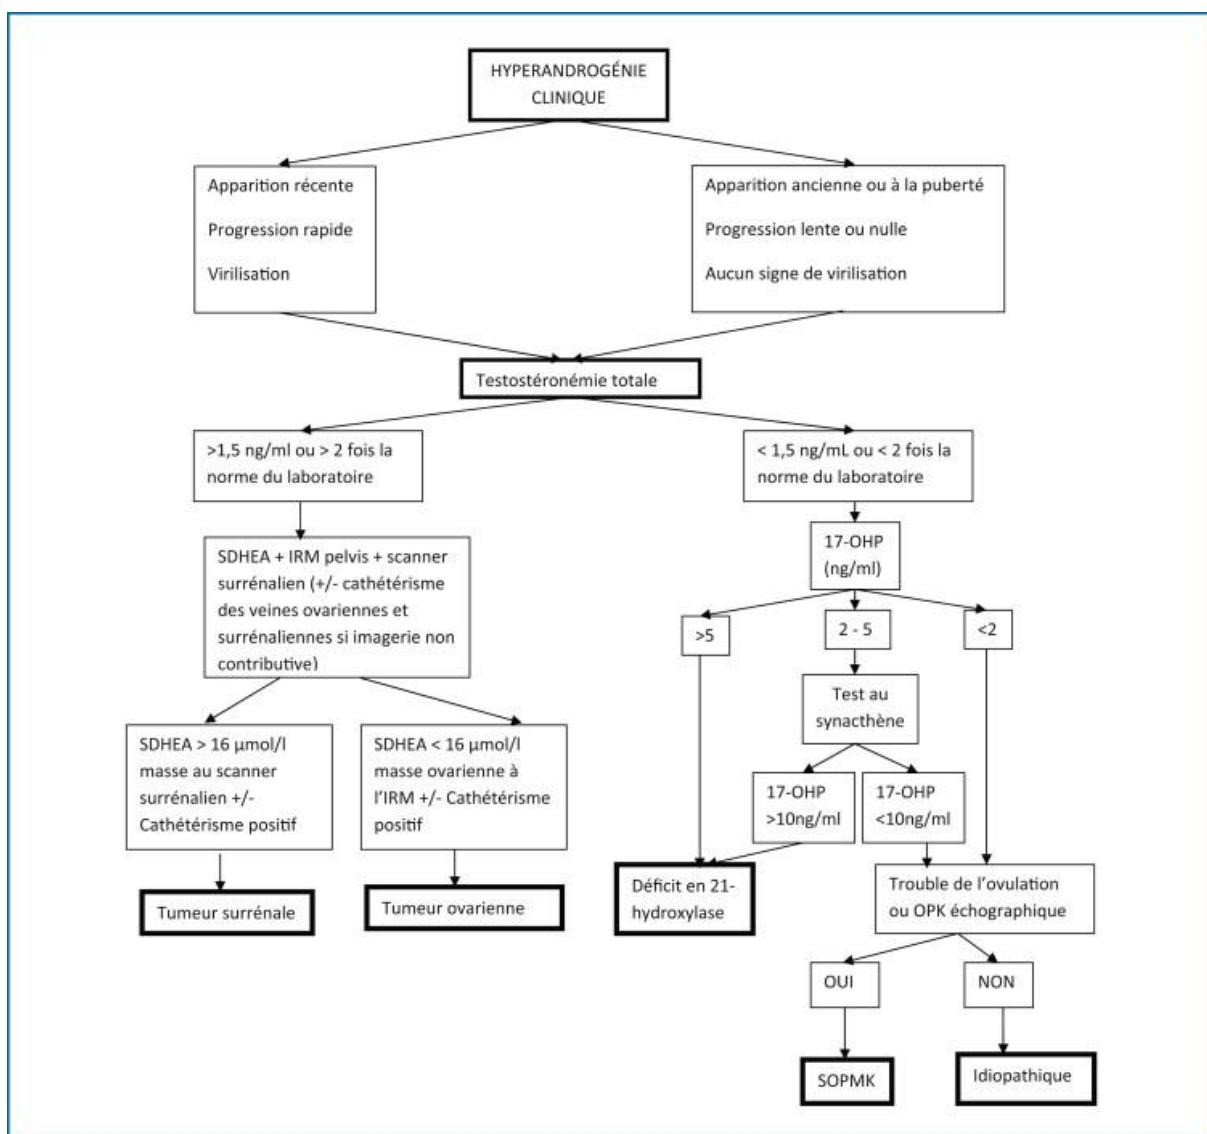 HYPERANDROGÉNIE
CLINIQUE
Apparition récente
Progression rapide
Virilisation
Apparition ancienne ou à la puberté
Progression lente ou nulle
Aucun signe de virilisation
Testostéronémie totale
>1,5 ng/ml ou > 2 fois la
norme du laboratoire
< 1,5 ng/mL ou < 2 fois la
norme du laboratoire
SDHEA + IRM pelvis + scanner
surrénalien (+/- cathétérisme
des veines ovariennes et
surrénaliennes si imagerie non
contributive)
17-OHP
(ng/ml)
>5
2 - 5
<2
Test au
synacthène
SDHEA > 16 µmol/l
masse au scanner
surrénalien +/-
Cathétérisme positif
SDHEA < 16 µmol/l
masse ovarienne à
l'IRM +/- Cathétérisme
positif
17-OHP
>10ng/ml
17-OHP
<10ng/ml
Tumeur surrénale
Tumeur ovarienne
Déficit en 21-
hydroxylase
Trouble de l'ovulation
ou OPK échographique
OUI
NON
SOPMK
Idiopathique